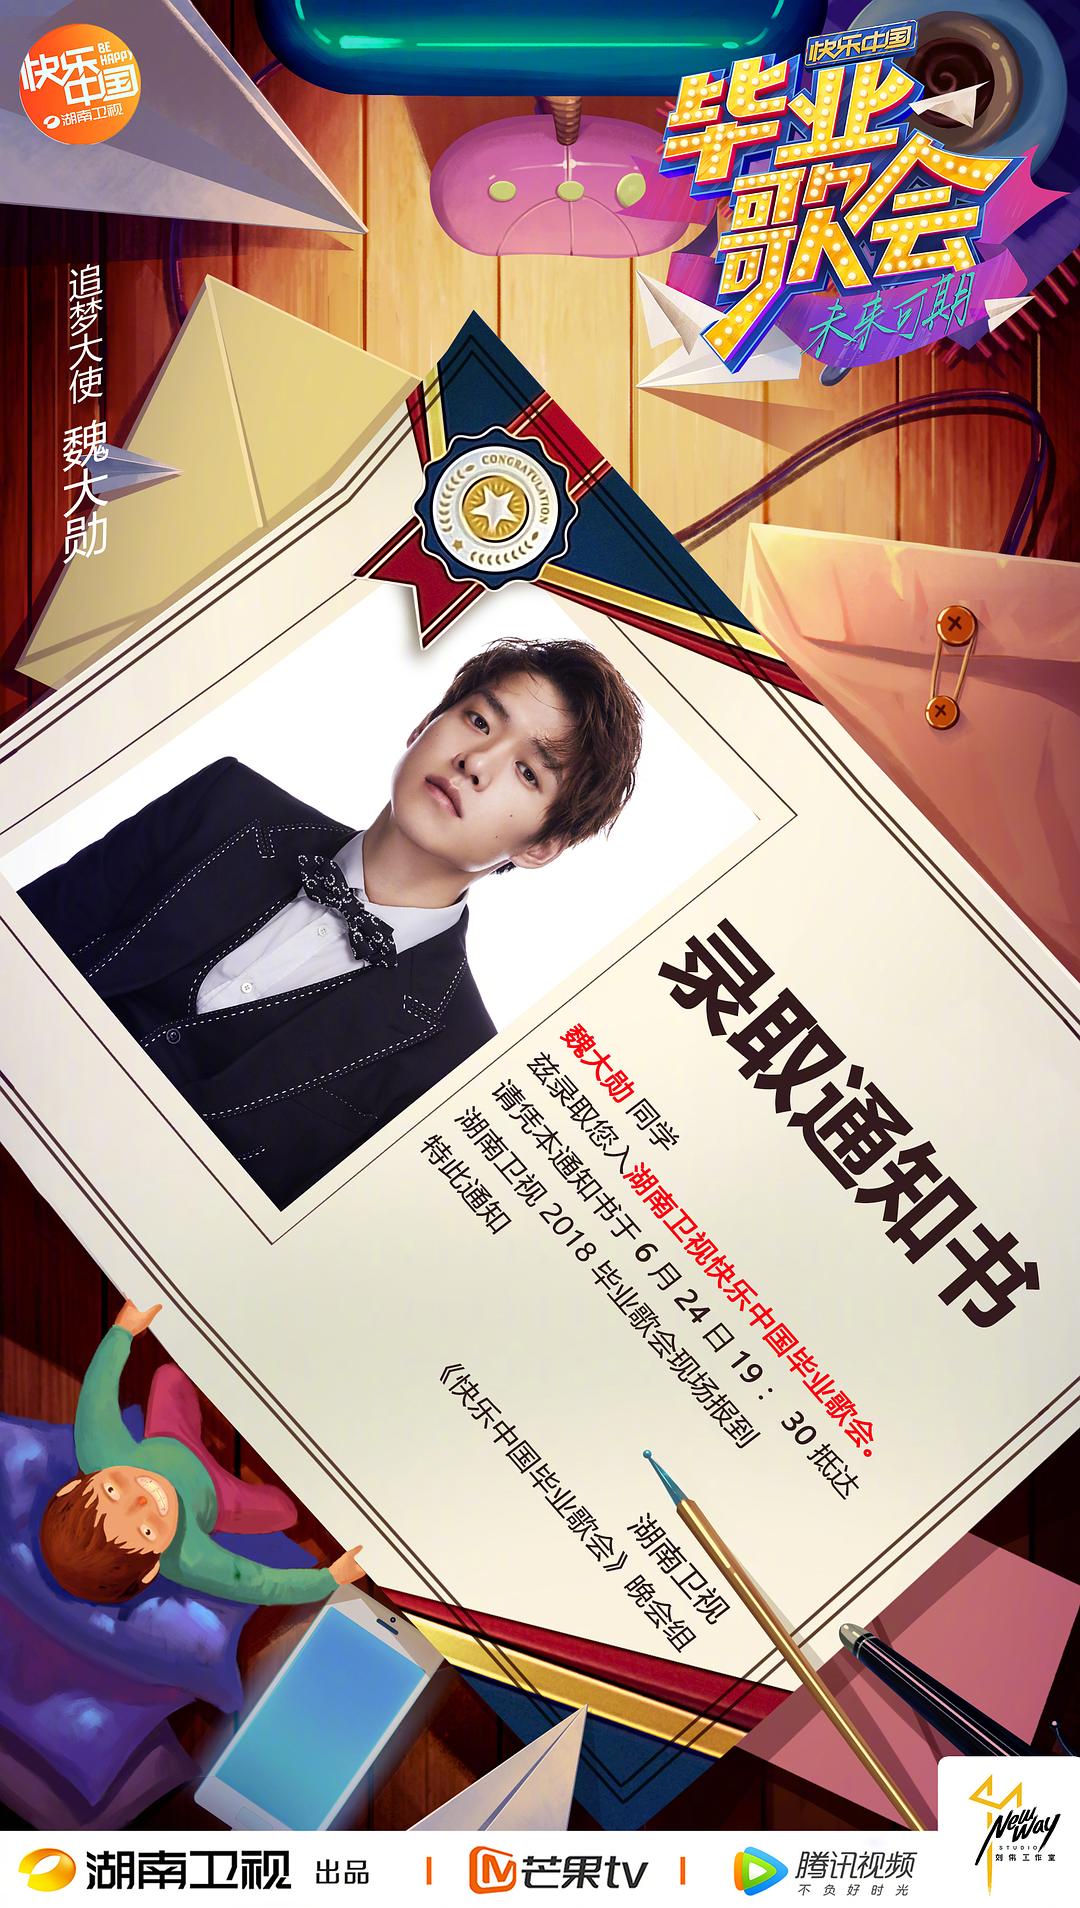 快乐
BE HAPPY
中国
湖南卫视
快乐中国
毕业
歌会
未来可期
追梦大使 魏大勋
CONGRATULATION
录取通知书
魏大勋 同学
兹录取您入湖南卫视快乐中国毕业歌会。
请凭本通知书于 6 月 24 日 19：30 抵达
湖南卫视 2018 毕业歌会现场报到
特此通知
湖南卫视
《快乐中国毕业歌会》晚会组
New Way
STUDIO
刘伟工作室
湖南卫视 出品
芒果tv
腾讯视频
不负好时光